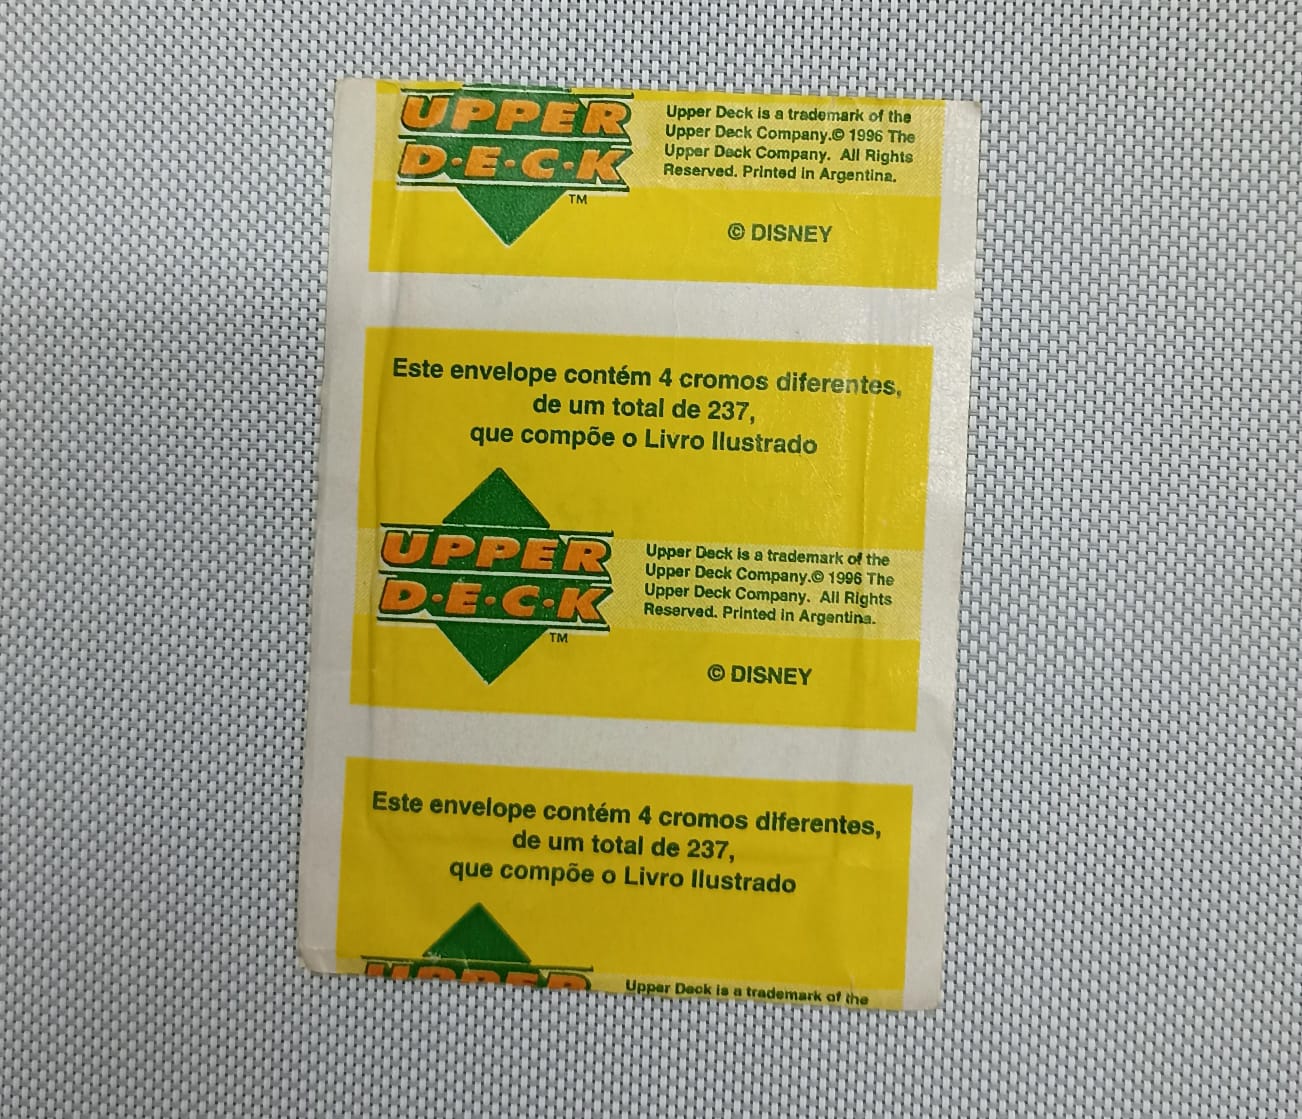 UPPER
D·E·C·K
TM
Upper Deck is a trademark of the
Upper Deck Company.© 1996 The
Upper Deck Company. All Rights
Reserved. Printed in Argentina.
© DISNEY
Este envelope contém 4 cromos diferentes,
de um total de 237,
que compõe o Livro Ilustrado
UPPER
D·E·C·K
TM
Upper Deck is a trademark of the
Upper Deck Company.© 1996 The
Upper Deck Company. All Rights
Reserved. Printed in Argentina.
© DISNEY
Este envelope contém 4 cromos diferentes,
de um total de 237,
que compõe o Livro Ilustrado
UPPER
Upper Deck is a trademark of the